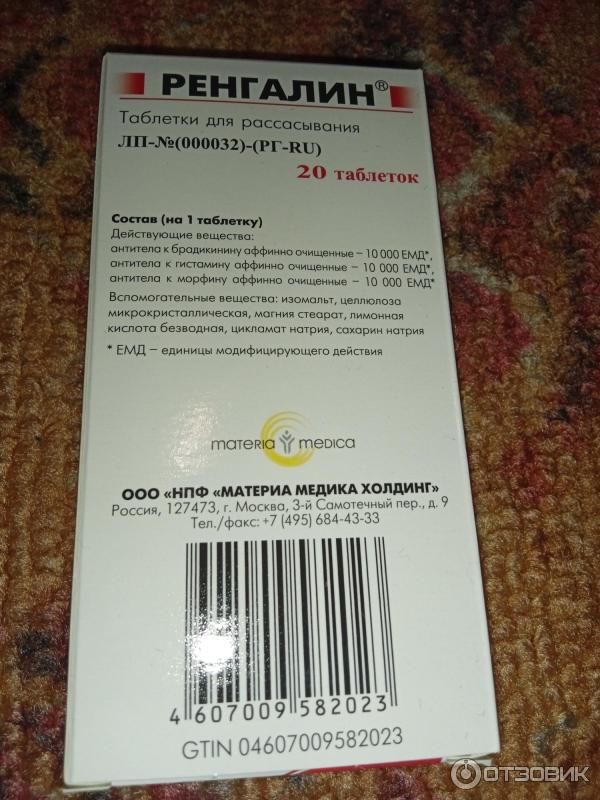 РЕНГАЛИН®
Таблетки для рассасывания
ЛП-№(000032)-(РГ-RU)
20 таблеток
Состав (на 1 таблетку)
Действующие вещества:
антитела к брадикинину аффинно очищенные – 10 000 ЕМД*,
антитела к гистамину аффинно очищенные – 10 000 ЕМД*,
антитела к морфину аффинно очищенные – 10 000 ЕМД*
Вспомогательные вещества: изомальт, целлюлоза
микрокристаллическая, магния стеарат, лимонная
кислота безводная, цикламат натрия, сахарин натрия
* ЕМД – единицы модифицирующего действия
materia medica
ООО «НПФ «МАТЕРИА МЕДИКА ХОЛДИНГ»
Россия, 127473, г. Москва, 3-й Самотечный пер., д. 9
Тел./факс: +7 (495) 684-43-33
4 607009 582023
GTIN 04607009582023
ОТЗОВИК